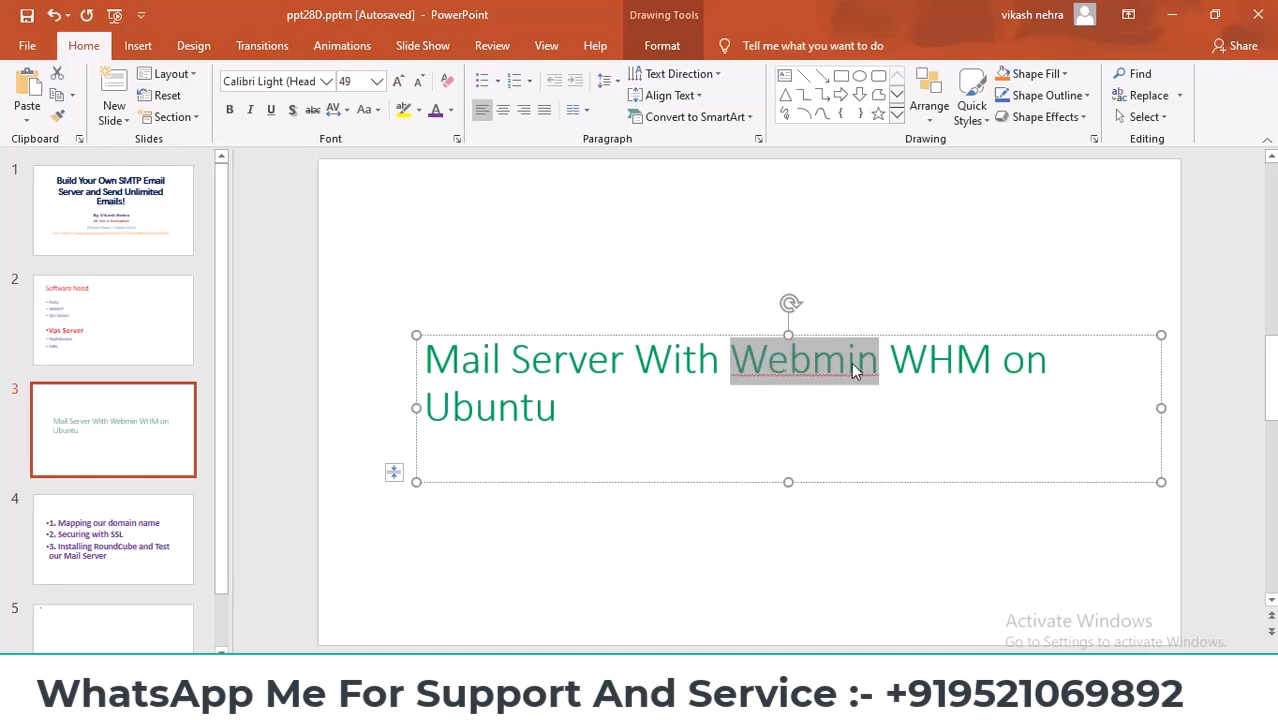 ppt28D.pptm [Autosaved] - PowerPoint
Drawing Tools
vikash nehra
File Home Insert Design Transitions Animations Slide Show Review View Help Format Tell me what you want to do Share
Paste
Clipboard
New Slide
Layout
Reset
Section
Slides
Calibri Light (Head 49
B I U S abc AV Aa A
Font
Text Direction
Align Text
Convert to SmartArt
Paragraph
Arrange
Quick Styles
Shape Fill
Shape Outline
Shape Effects
Drawing
Find
Replace
Select
Editing
1
Build Your Own SMTP Email
Server and Send Unlimited
Emails!
By Vikash Nehra
2
Software Need
•Vps Server
3
Mail Server With Webmin WHM on
Ubuntu
4
•1. Mapping our domain name
•2. Securing with SSL
•3. Installing RoundCube and Test
our Mail Server
5
Mail Server With Webmin WHM on
Ubuntu
Activate Windows
Go to Settings to activate Windows.
WhatsApp Me For Support And Service :- +919521069892